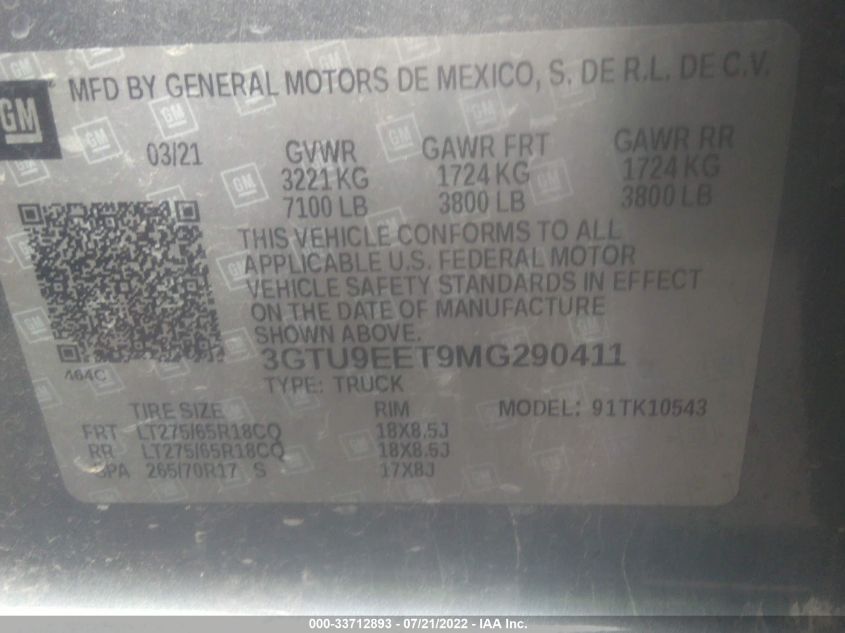 GM
MFD BY GENERAL MOTORS DE MEXICO, S. DE R.L. DE C.V.
03/21 GVWR GAWR FRT GAWR RR
3221 KG 1724 KG 1724 KG
7100 LB 3800 LB 3800 LB
THIS VEHICLE CONFORMS TO ALL
APPLICABLE U.S. FEDERAL MOTOR
VEHICLE SAFETY STANDARDS IN EFFECT
ON THE DATE OF MANUFACTURE
SHOWN ABOVE.
3GTU9EET9MG290411
464C
TYPE: TRUCK
TIRE SIZE RIM MODEL: 91TK10543
FRT LT275/65R18CQ 18X8.5J
RR LT275/65R18CQ 18X8.5J
SPA 265/70R17 S 17X8J
000-33712893 - 07/21/2022 - IAA Inc.